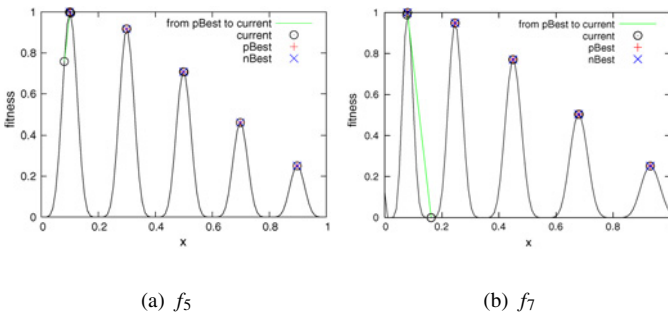 from pBest to current
current
pBest
nBest
fitness
1
0.8
0.6
0.4
0.2
0
0 0.2 0.4 0.6 0.8 1
x
(a) f5
from pBest to current
current
pBest
nBest
fitness
1
0.8
0.6
0.4
0.2
0
0 0.2 0.4 0.6 0.8
x
(b) f7